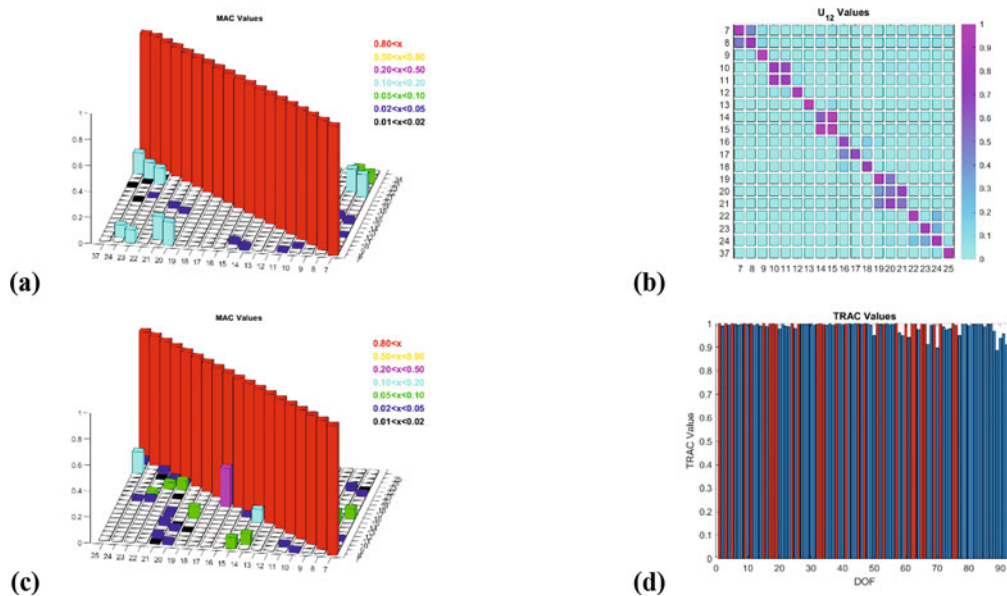 MAC Values
0.80<x
0.50<x<0.80
0.20<x<0.50
0.10<x<0.20
0.05<x<0.10
0.02<x<0.05
0.01<x<0.02
1
0.8
0.6
0.4
0.2
0
37 24 23 22 21 20 19 18 17 16 15 14 13 12 11 10 9 8 7
(a)
U12 Values
7
8
9
10
11
12
13
14
15
16
17
18
19
20
21
22
23
24
37
7 8 9 10 11 12 13 14 15 16 17 18 19 20 21 22 23 24 25
1
0.9
0.8
0.7
0.6
0.5
0.4
0.3
0.2
0.1
0
(b)
MAC Values
0.80<x
0.50<x<0.80
0.20<x<0.50
0.10<x<0.20
0.05<x<0.10
0.02<x<0.05
0.01<x<0.02
1
0.8
0.6
0.4
0.2
0
25 24 23 22 21 20 19 18 17 16 15 14 13 12 11 10 9 8 7
(c)
TRAC Values
TRAC Value
1
0.9
0.8
0.7
0.6
0.5
0.4
0.3
0.2
0.1
0
0 10 20 30 40 50 60 70 80 90
DOF
(d)